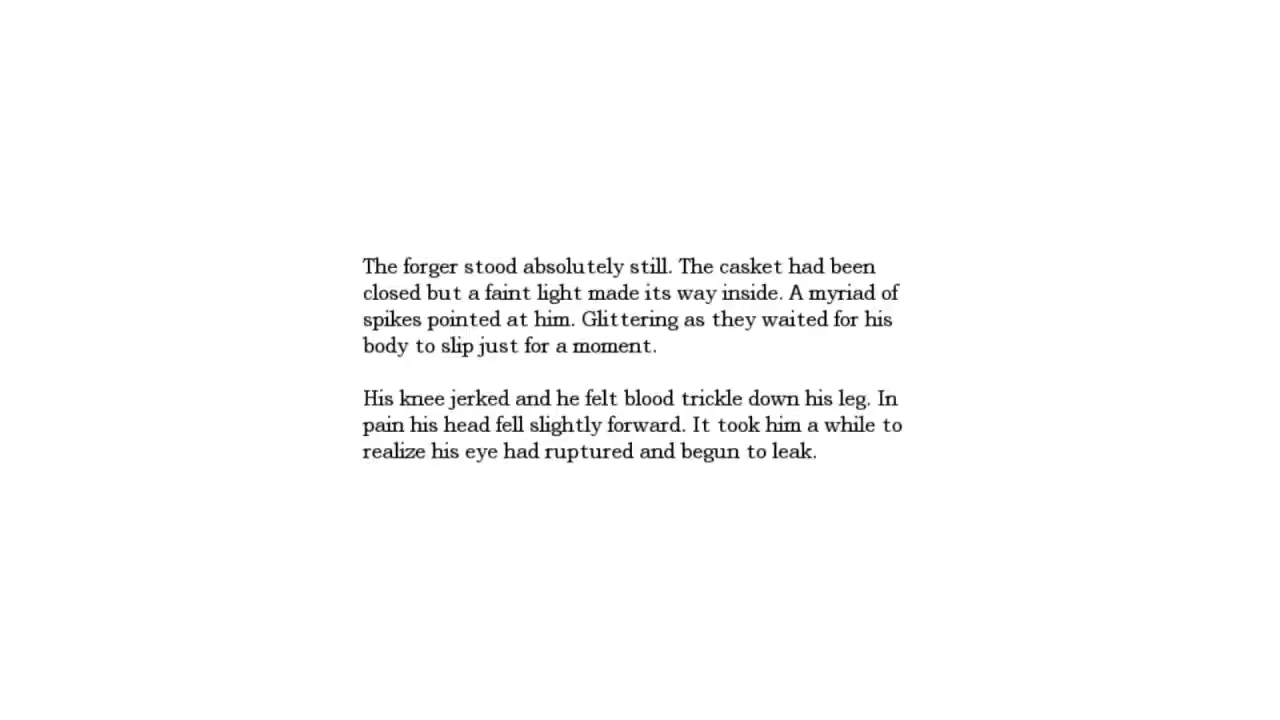 The forger stood absolutely still. The casket had been
closed but a faint light made its way inside. A myriad of
spikes pointed at him. Glittering as they waited for his
body to slip just for a moment.
His knee jerked and he felt blood trickle down his leg. In
pain his head fell slightly forward. It took him a while to
realize his eye had ruptured and begun to leak.